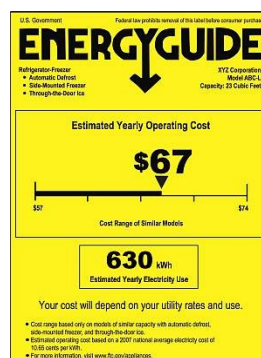 U.S. Government Federal law prohibits removal of this label before consumer purchase
ENERGYGUIDE
Refrigerator-Freezer
• Automatic Defrost
• Side-Mounted Freezer
• Through-the-Door Ice
XYZ Corporation
Model ABC-L
Capacity: 23 Cubic Feet
Estimated Yearly Operating Cost
$67
$57 $74
Cost Range of Similar Models
630 kWh
Estimated Yearly Electricity Use
Your cost will depend on your utility rates and use.
• Cost range based only on models of similar capacity with automatic defrost,
side-mounted freezer, and through-the-door ice.
• Estimated operating cost based on a 2007 national average electricity cost of
10.65 cents per kWh.
• For more information, visit www.ftc.gov/appliances.